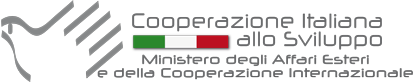 Cooperazione Italiana
allo Sviluppo
Ministero degli Affari Esteri
e della Cooperazione Internazionale